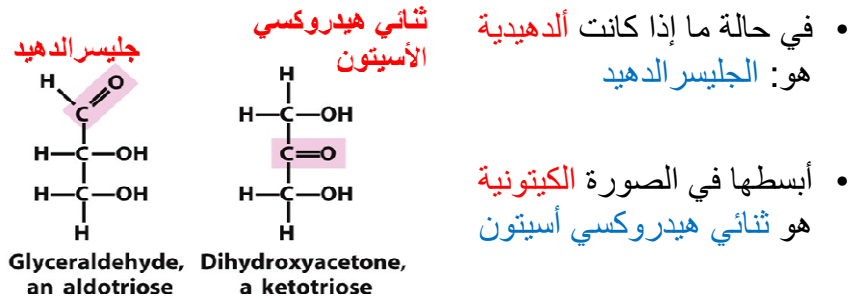 • في حالة ما إذا كانت ألدهيدية
هو: الجليسرالدهيد
• أبسطها في الصورة الكيتونية
هو ثنائي هيدروكسي أسيتون
ثنائي هيدروكسي
الأسيتون
H
H—C—OH
C=O
H—C—OH
H
Dihydroxyacetone,
a ketotriose
جليسرالدهيد
H O
C
H—C—OH
H—C—OH
H
Glyceraldehyde,
an aldotriose